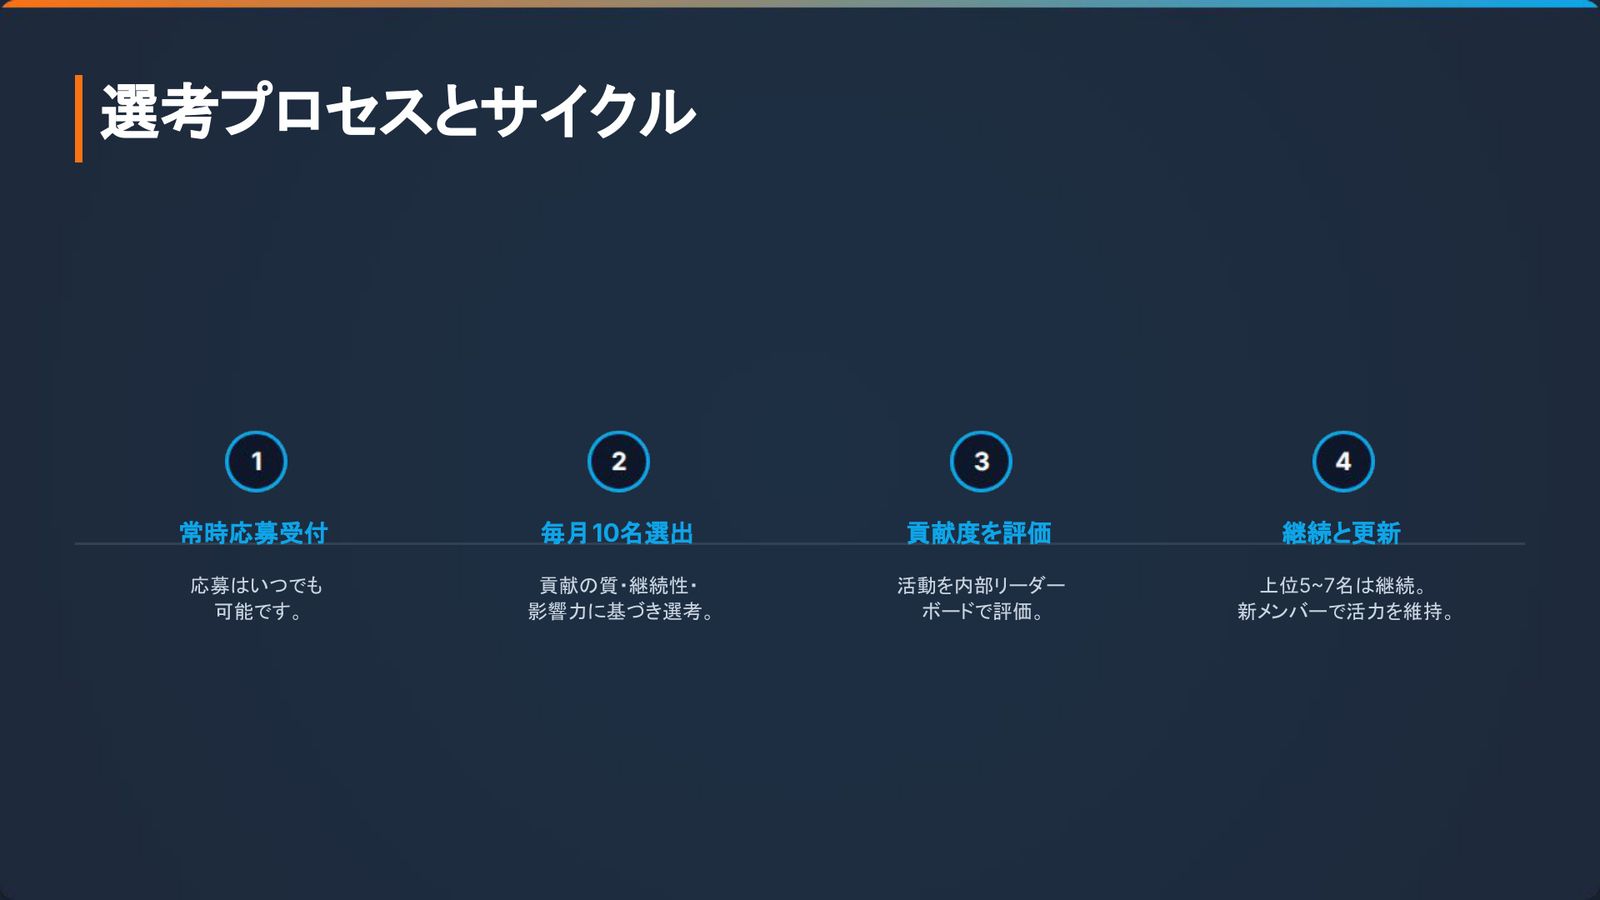 選考プロセスとサイクル
1
常時応募受付
応募はいつでも
可能です。
2
毎月10名選出
貢献の質・継続性・
影響力に基づき選考。
3
貢献度を評価
活動を内部リーダー
ボードで評価。
4
継続と更新
上位5~7名は継続。
新メンバーで活力を維持。